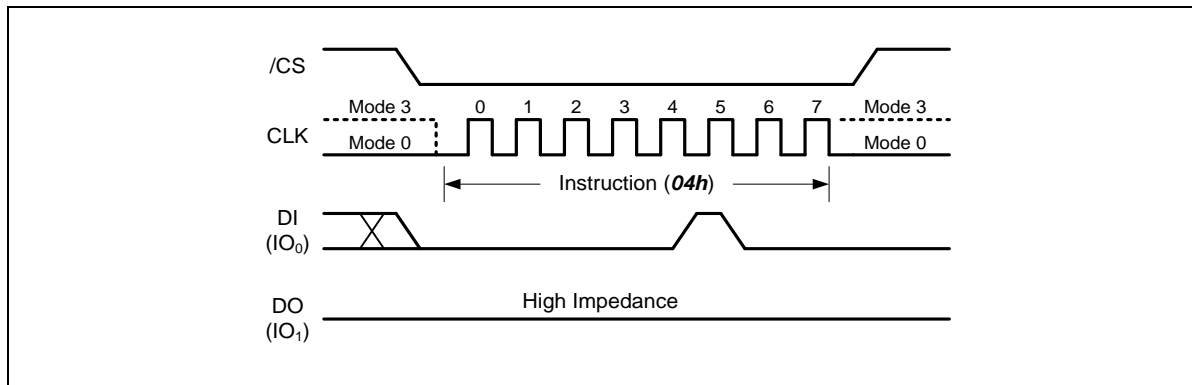 /CS
Mode 3 0 1 2 3 4 5 6 7 Mode 3
CLK
Mode 0 Mode 0
Instruction (04h)
DI
(IO₀)
High Impedance
DO
(IO₁)